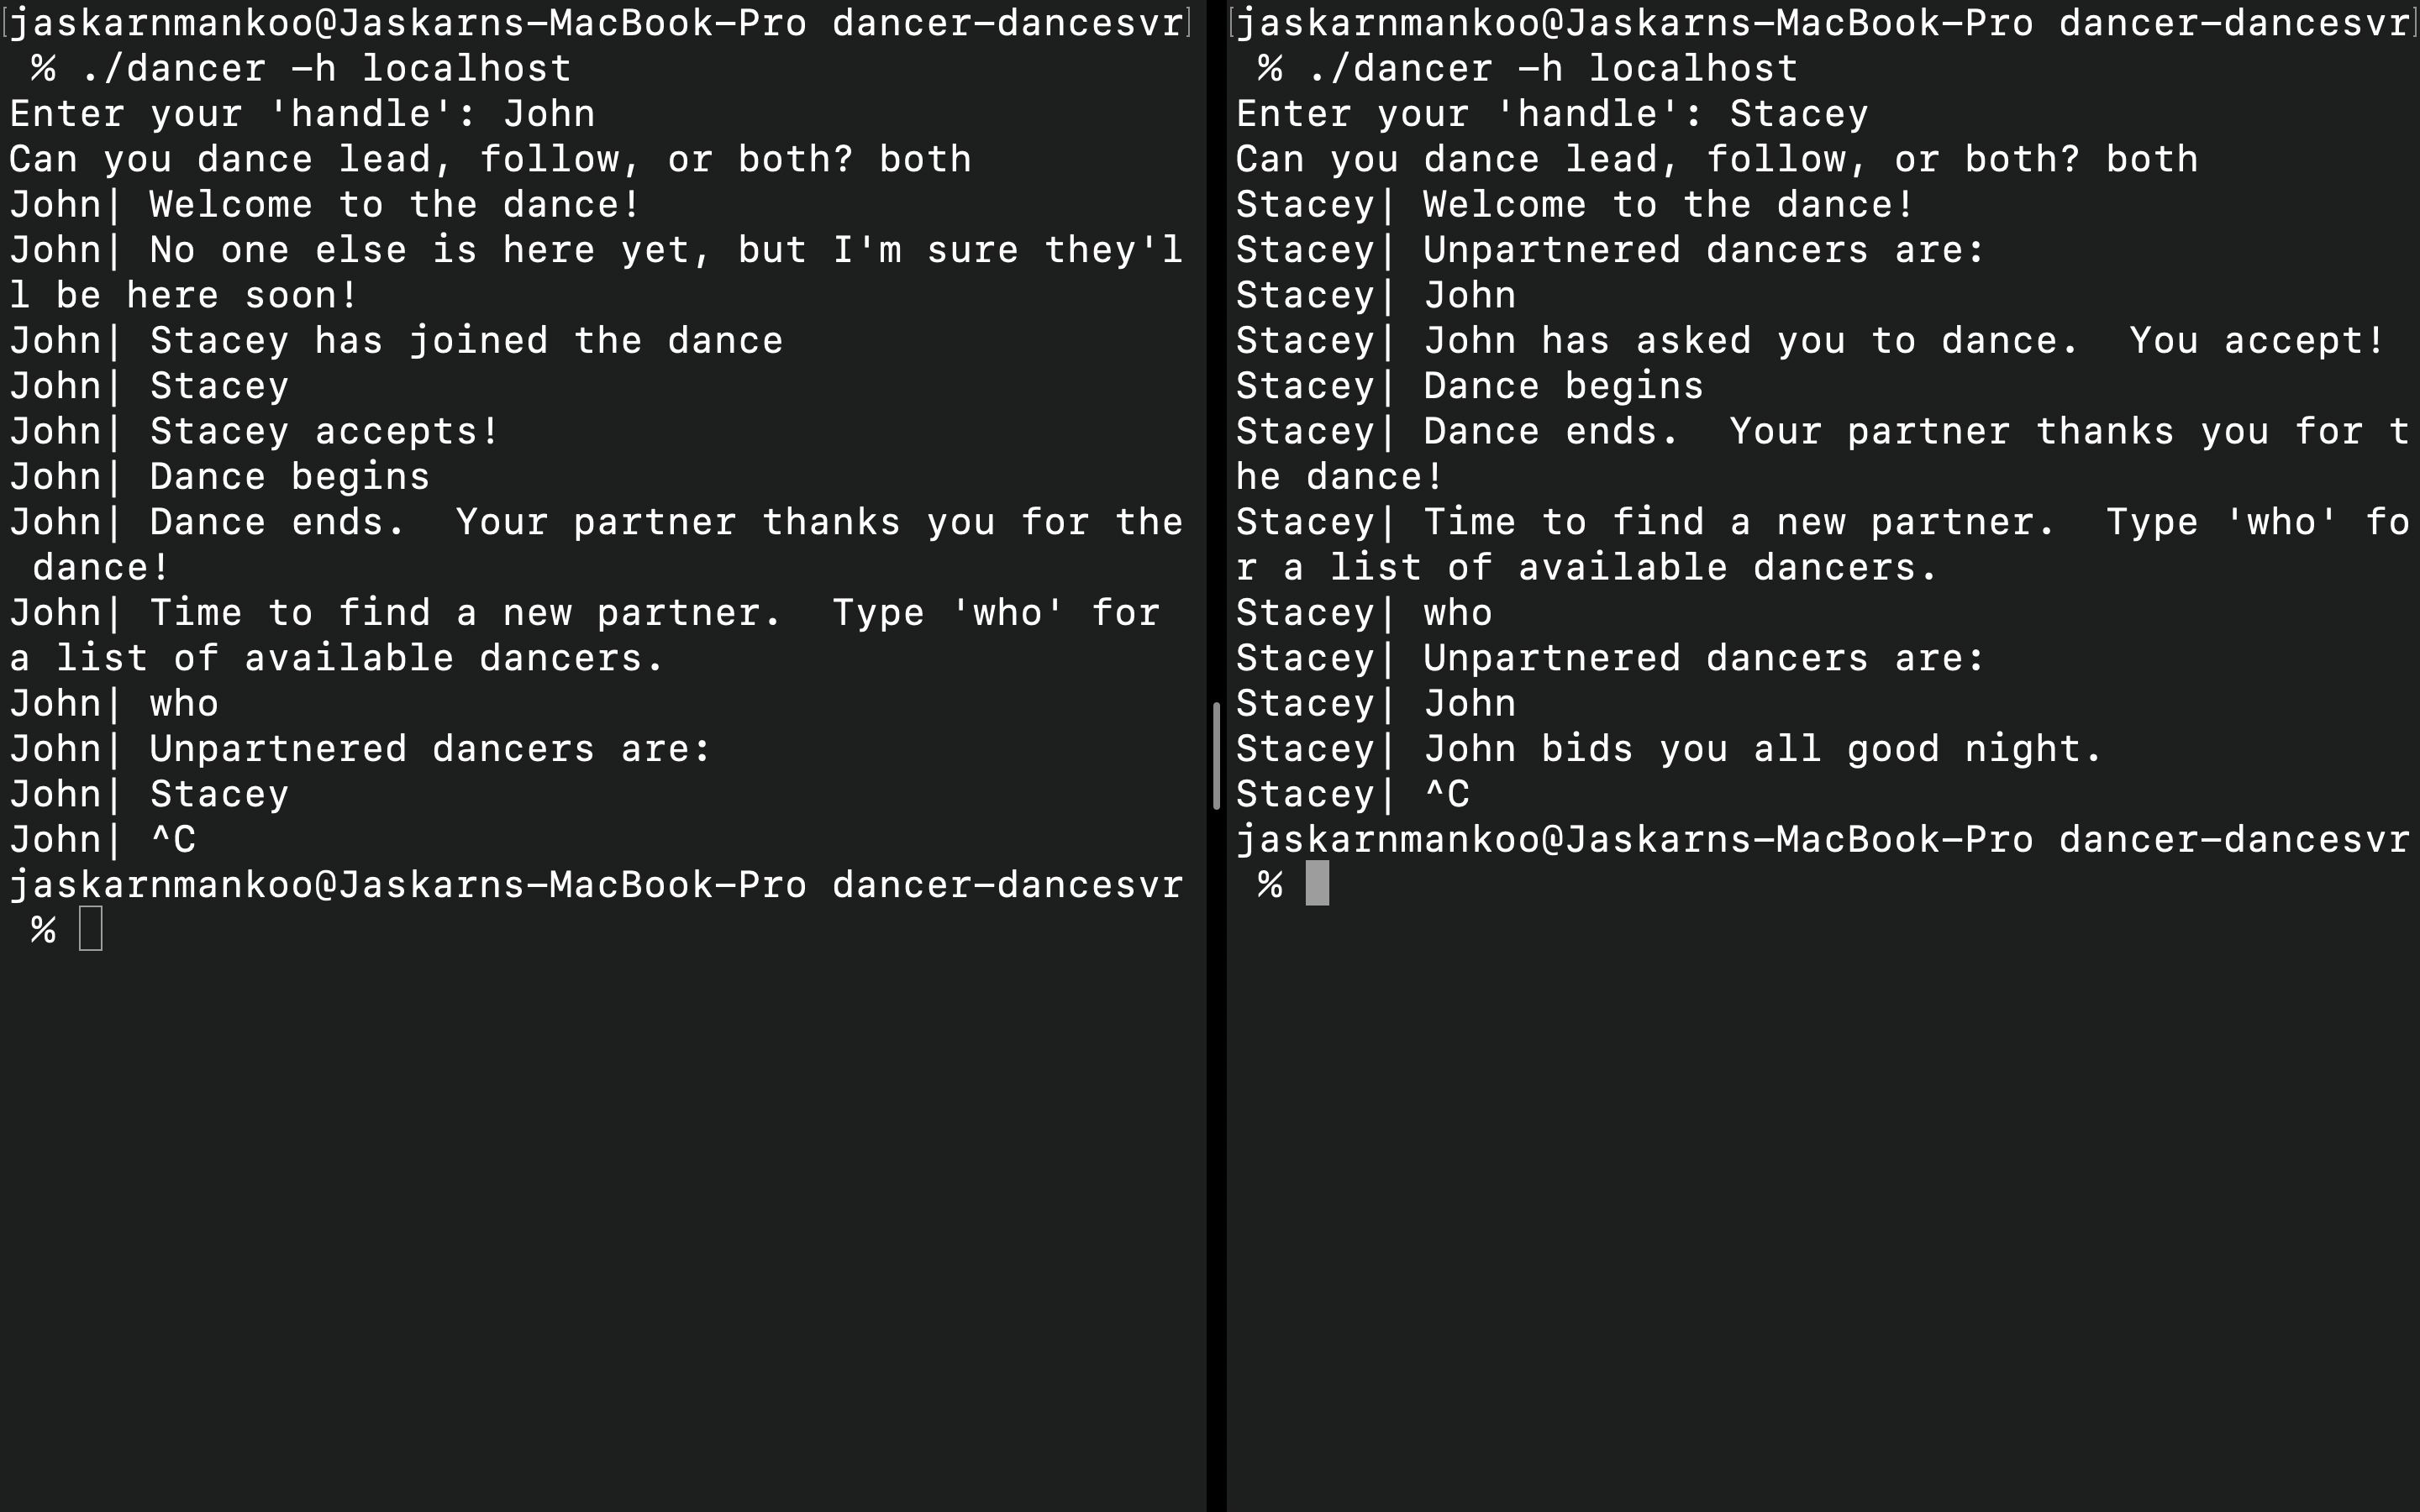 jaskarnmankoo@Jaskarns-MacBook-Pro dancer-dancesvr
% ./dancer -h localhost
Enter your 'handle': John
Can you dance lead, follow, or both? both
John| Welcome to the dance!
John| No one else is here yet, but I'm sure they'l
l be here soon!
John| Stacey has joined the dance
John| Stacey
John| Stacey accepts!
John| Dance begins
John| Dance ends.  Your partner thanks you for the
 dance!
John| Time to find a new partner.  Type 'who' for
a list of available dancers.
John| who
John| Unpartnered dancers are:
John| Stacey
John| ^C
jaskarnmankoo@Jaskarns-MacBook-Pro dancer-dancesvr
%
jaskarnmankoo@Jaskarns-MacBook-Pro dancer-dancesvr
% ./dancer -h localhost
Enter your 'handle': Stacey
Can you dance lead, follow, or both? both
Stacey| Welcome to the dance!
Stacey| Unpartnered dancers are:
Stacey| John
Stacey| John has asked you to dance.  You accept!
Stacey| Dance begins
Stacey| Dance ends.  Your partner thanks you for t
he dance!
Stacey| Time to find a new partner.  Type 'who' fo
r a list of available dancers.
Stacey| who
Stacey| Unpartnered dancers are:
Stacey| John
Stacey| John bids you all good night.
Stacey| ^C
jaskarnmankoo@Jaskarns-MacBook-Pro dancer-dancesvr
%